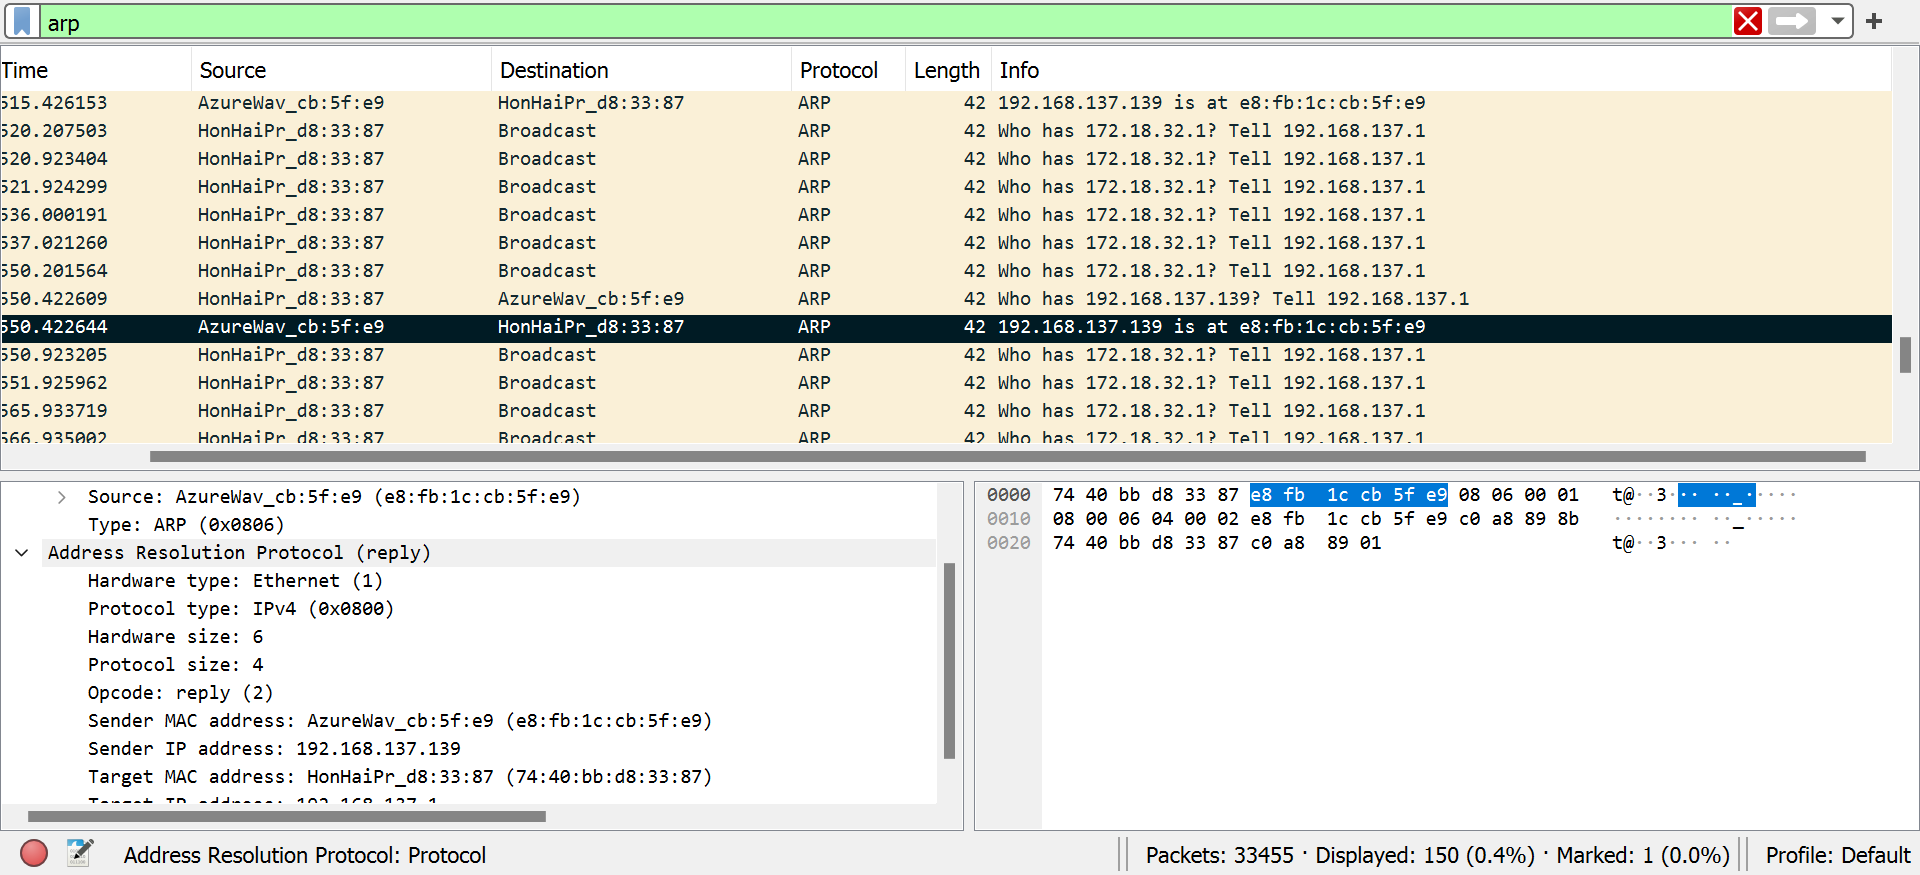 arp
Time Source Destination Protocol Length Info
515.426153 AzureWav_cb:5f:e9 HonHaiPr_d8:33:87 ARP 42 192.168.137.139 is at e8:fb:1c:cb:5f:e9
520.207503 HonHaiPr_d8:33:87 Broadcast ARP 42 Who has 172.18.32.1? Tell 192.168.137.1
520.923404 HonHaiPr_d8:33:87 Broadcast ARP 42 Who has 172.18.32.1? Tell 192.168.137.1
521.924299 HonHaiPr_d8:33:87 Broadcast ARP 42 Who has 172.18.32.1? Tell 192.168.137.1
536.000191 HonHaiPr_d8:33:87 Broadcast ARP 42 Who has 172.18.32.1? Tell 192.168.137.1
537.021260 HonHaiPr_d8:33:87 Broadcast ARP 42 Who has 172.18.32.1? Tell 192.168.137.1
550.201564 HonHaiPr_d8:33:87 Broadcast ARP 42 Who has 172.18.32.1? Tell 192.168.137.1
550.422609 HonHaiPr_d8:33:87 AzureWav_cb:5f:e9 ARP 42 Who has 192.168.137.139? Tell 192.168.137.1
550.422644 AzureWav_cb:5f:e9 HonHaiPr_d8:33:87 ARP 42 192.168.137.139 is at e8:fb:1c:cb:5f:e9
550.923205 HonHaiPr_d8:33:87 Broadcast ARP 42 Who has 172.18.32.1? Tell 192.168.137.1
551.925962 HonHaiPr_d8:33:87 Broadcast ARP 42 Who has 172.18.32.1? Tell 192.168.137.1
565.933719 HonHaiPr_d8:33:87 Broadcast ARP 42 Who has 172.18.32.1? Tell 192.168.137.1
566.935002 HonHaiPr_d8:33:87 Broadcast ARP 42 Who has 172.18.32.1? Tell 192.168.137.1
Source: AzureWav_cb:5f:e9 (e8:fb:1c:cb:5f:e9)
Type: ARP (0x0806)
Address Resolution Protocol (reply)
Hardware type: Ethernet (1)
Protocol type: IPv4 (0x0800)
Hardware size: 6
Protocol size: 4
Opcode: reply (2)
Sender MAC address: AzureWav_cb:5f:e9 (e8:fb:1c:cb:5f:e9)
Sender IP address: 192.168.137.139
Target MAC address: HonHaiPr_d8:33:87 (74:40:bb:d8:33:87)
Target IP address: 192.168.137.1
0000 74 40 bb d8 33 87 e8 fb 1c cb 5f e9 08 06 00 01 t@··3··· ··_·····
0010 08 00 06 04 00 02 e8 fb 1c cb 5f e9 c0 a8 89 8b ········ ··_·····
0020 74 40 bb d8 33 87 c0 a8 89 01 t@··3··· ··
Address Resolution Protocol: Protocol
Packets: 33455 · Displayed: 150 (0.4%) · Marked: 1 (0.0%)
Profile: Default